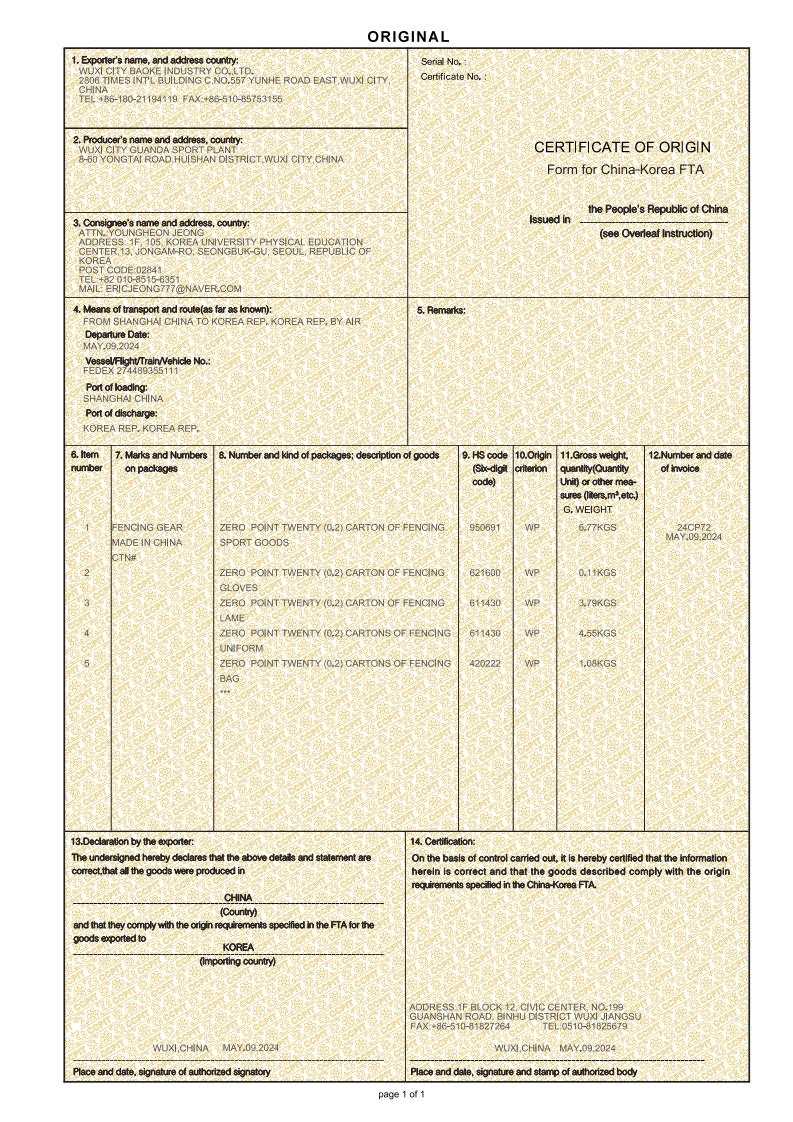 ORIGINAL
1. Exporter's name, and address country:
WUXI CITY BAOKE INDUSTRY CO.,LTD.
2806 TIMES INT'L BUILDING C.NO.557 YUNHE ROAD EAST,WUXI CITY,
CHINA
TEL:+86-180-21194119 FAX:+86-510-85753155
Serial No. :
Certificate No. :
2. Producer's name and address, country:
WUXI CITY GUANDA SPORT PLANT
8-60 YONGTAI ROAD,HUISHAN DISTRICT,WUXI CITY,CHINA
CERTIFICATE OF ORIGIN
Form for China-Korea FTA
Issued in the People's Republic of China
(see Overleaf Instruction)
3. Consignee's name and address, country:
ATTN: YOUNGHEON JEONG
ADDRESS: 1F, 105, KOREA UNIVERSITY PHYSICAL EDUCATION
CENTER,13, JONGAM-RO, SEONGBUK-GU, SEOUL, REPUBLIC OF
KOREA
POST CODE:02841
TEL:+82 010-8515-6351
MAIL: ERICJEONG777@NAVER.COM
4. Means of transport and route(as far as known):
FROM SHANGHAI CHINA TO KOREA REP. KOREA REP. BY AIR
Departure Date:
MAY.09,2024
Vessel/Flight/Train/Vehicle No.:
FEDEX 274489355111
Port of loading:
SHANGHAI CHINA
Port of discharge:
KOREA REP. KOREA REP.
5. Remarks:
6. Item
number
7. Marks and Numbers
on packages
8. Number and kind of packages; description of goods
9. HS code
(Six-digit
code)
10.Origin
criterion
11.Gross weight,
quantity(Quantity
Unit) or other mea-
sures (liters,m³,etc.)
G. WEIGHT
12.Number and date
of invoice
1 FENCING GEAR ZERO POINT TWENTY (0.2) CARTON OF FENCING 950691 WP 6.77KGS 24CP72
MADE IN CHINA SPORT GOODS MAY.09,2024
CTN#
2 ZERO POINT TWENTY (0.2) CARTON OF FENCING 621600 WP 0.11KGS
GLOVES
3 ZERO POINT TWENTY (0.2) CARTON OF FENCING 611430 WP 3.79KGS
LAME
4 ZERO POINT TWENTY (0.2) CARTONS OF FENCING 611430 WP 4.55KGS
UNIFORM
5 ZERO POINT TWENTY (0.2) CARTONS OF FENCING 420222 WP 1.08KGS
BAG
***
13.Declaration by the exporter:
The undersigned hereby declares that the above details and statement are
correct,that all the goods were produced in
CHINA
(Country)
and that they comply with the origin requirements specified in the FTA for the
goods exported to
KOREA
(Importing country)
WUXI,CHINA MAY.09,2024
Place and date, signature of authorized signatory
14. Certification:
On the basis of control carried out, it is hereby certified that the information
herein is correct and that the goods described comply with the origin
requirements specified in the China-Korea FTA.
ADDRESS:1F BLOCK 12, CIVIC CENTER, NO.199
GUANSHAN ROAD, BINHU DISTRICT WUXI JIANGSU
FAX:+86-510-81827264 TEL:0510-81825679
WUXI,CHINA MAY.09,2024
Place and date, signature and stamp of authorized body
page 1 of 1